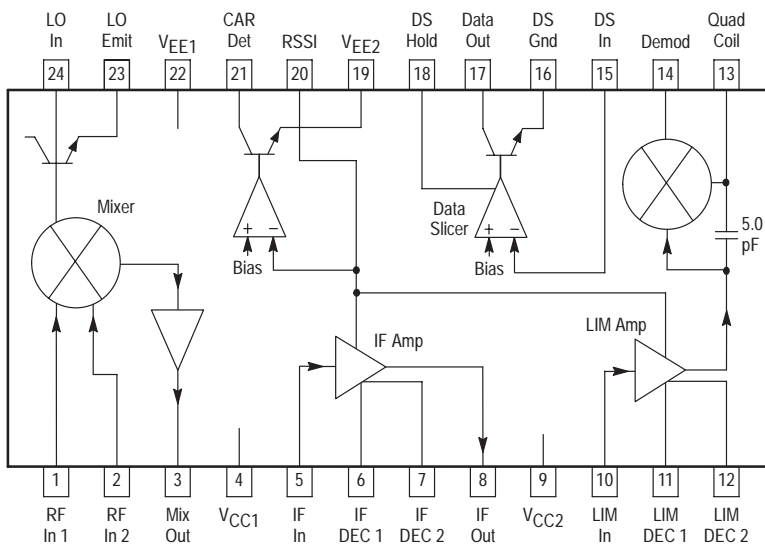 LO In
LO Emit
VEE1
CAR Det
RSSI
VEE2
DS Hold
Data Out
DS Gnd
DS In
Demod
Quad Coil
24
23
22
21
20
19
18
17
16
15
14
13
Mixer
Data Slicer
5.0 pF
+ –
Bias
+ –
Bias
IF Amp
LIM Amp
1
2
3
4
5
6
7
8
9
10
11
12
RF In 1
RF In 2
Mix Out
VCC1
IF In
IF DEC 1
IF DEC 2
IF Out
VCC2
LIM In
LIM DEC 1
LIM DEC 2